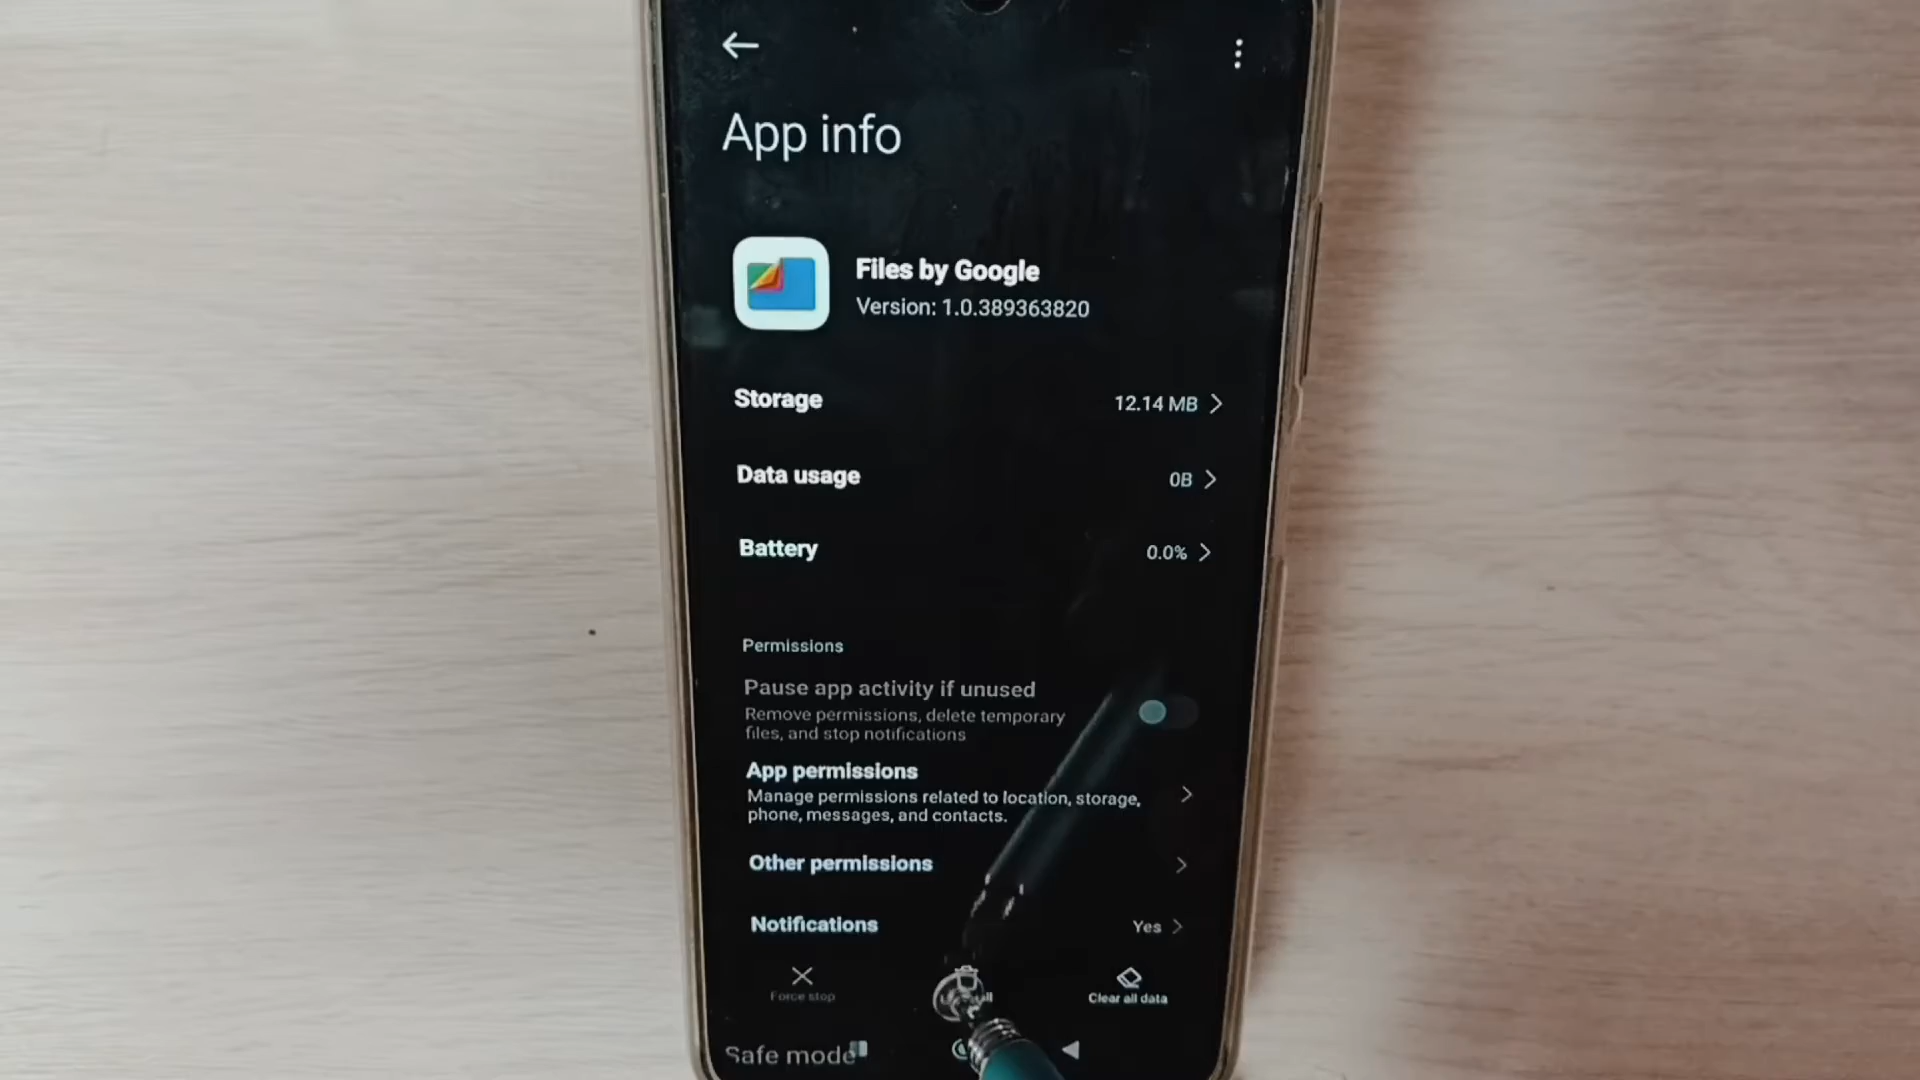 App info
Files by Google
Version: 1.0.389363820
Storage
12.14 MB
Data usage
0B
Battery
0.0%
Permissions
Pause app activity if unused
Remove permissions, delete temporary
files, and stop notifications
App permissions
Manage permissions related to location, storage,
phone, messages, and contacts.
Other permissions
Notifications
Yes
Force stop
Clear all data
Safe mode